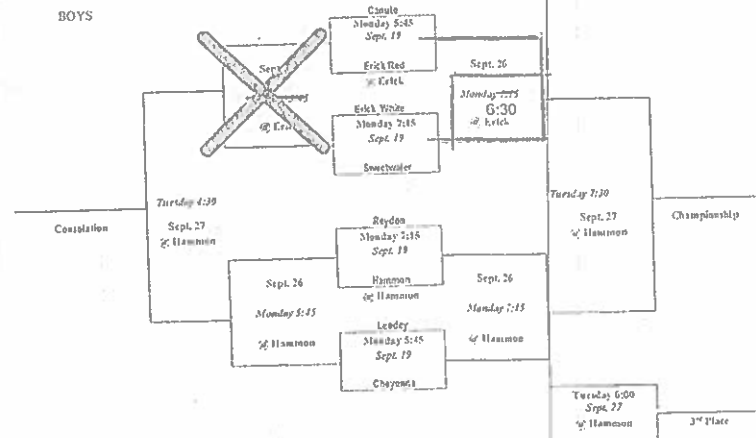 BOYS
Canute
Monday 5:45
Sept. 19
Erick Red
@ Erick
Sept.
@
Erick White
Monday 7:15
Sept. 19
Sweetwater
Sept. 26
Monday 7:15
6:30
@ Erick
Tuesday 4:30
Sept. 27
@ Hammon
Consolation
Tuesday 7:30
Sept. 27
@ Hammon
Championship
Reydon
Monday 7:15
Sept. 19
Hammon
@ Hammon
Sept. 26
Monday 5:45
@ Hammon
Leedey
Monday 5:45
Sept. 19
Cheyenne
Sept. 26
Monday 7:15
@ Hammon
Tuesday 6:00
Sept. 27
@ Hammon
3rd Place